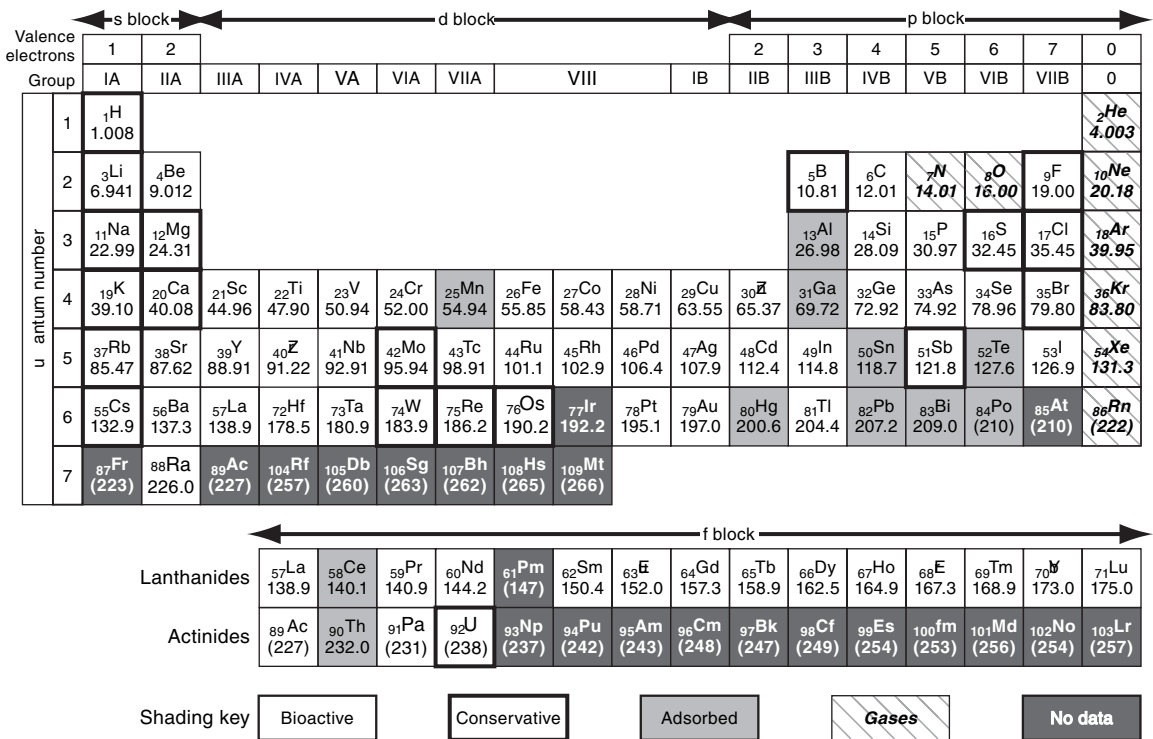 s block d block p block
Valence electrons 1 2 2 3 4 5 6 7 0
Group IA IIA IIIA IVA VA VIA VIIA VIII IB IIB IIIB IVB VB VIB VIIB 0
u antum number
1 1H 2He
1.008 4.003
2 3Li 4Be 5B 6C 7N 8O 9F 10Ne
6.941 9.012 10.81 12.01 14.01 16.00 19.00 20.18
3 11Na 12Mg 13Al 14Si 15P 16S 17Cl 18Ar
22.99 24.31 26.98 28.09 30.97 32.45 35.45 39.95
4 19K 20Ca 21Sc 22Ti 23V 24Cr 25Mn 26Fe 27Co 28Ni 29Cu 30 31Ga 32Ge 33As 34Se 35Br 36Kr
39.10 40.08 44.96 47.90 50.94 52.00 54.94 55.85 58.43 58.71 63.55 65.37 69.72 72.92 74.92 78.96 79.80 83.80
5 37Rb 38Sr 39Y 40Z 41Nb 42Mo 43Tc 44Ru 45Rh 46Pd 47Ag 48Cd 49In 50Sn 51Sb 52Te 53I 54Xe
85.47 87.62 88.91 91.22 92.91 95.94 98.91 101.1 102.9 106.4 107.9 112.4 114.8 118.7 121.8 127.6 126.9 131.3
6 55Cs 56Ba 57La 72Hf 73Ta 74W 75Re 76Os 77Ir 78Pt 79Au 80Hg 81Tl 82Pb 83Bi 84Po 85At 86Rn
132.9 137.3 138.9 178.5 180.9 183.9 186.2 190.2 192.2 195.1 197.0 200.6 204.4 207.2 209.0 (210) (210) (222)
7 87Fr 88Ra 89Ac 104Rf 105Db 106Sg 107Bh 108Hs 109Mt
(223) 226.0 (227) (257) (260) (263) (262) (265) (266)
f block
Lanthanides 57La 58Ce 59Pr 60Nd 61Pm 62Sm 63 64Gd 65Tb 66Dy 67Ho 68E 69Tm 70 71Lu
138.9 140.1 140.9 144.2 (147) 150.4 152.0 157.3 158.9 162.5 164.9 167.3 168.9 173.0 175.0
Actinides 89Ac 90Th 91Pa 92U 93Np 94Pu 95Am 96Cm 97Bk 98Cf 99Es 100fm 101Md 102No 103Lr
(227) 232.0 (231) (238) (237) (242) (243) (248) (247) (249) (254) (253) (256) (254) (257)
Shading key Bioactive Conservative Adsorbed Gases No data